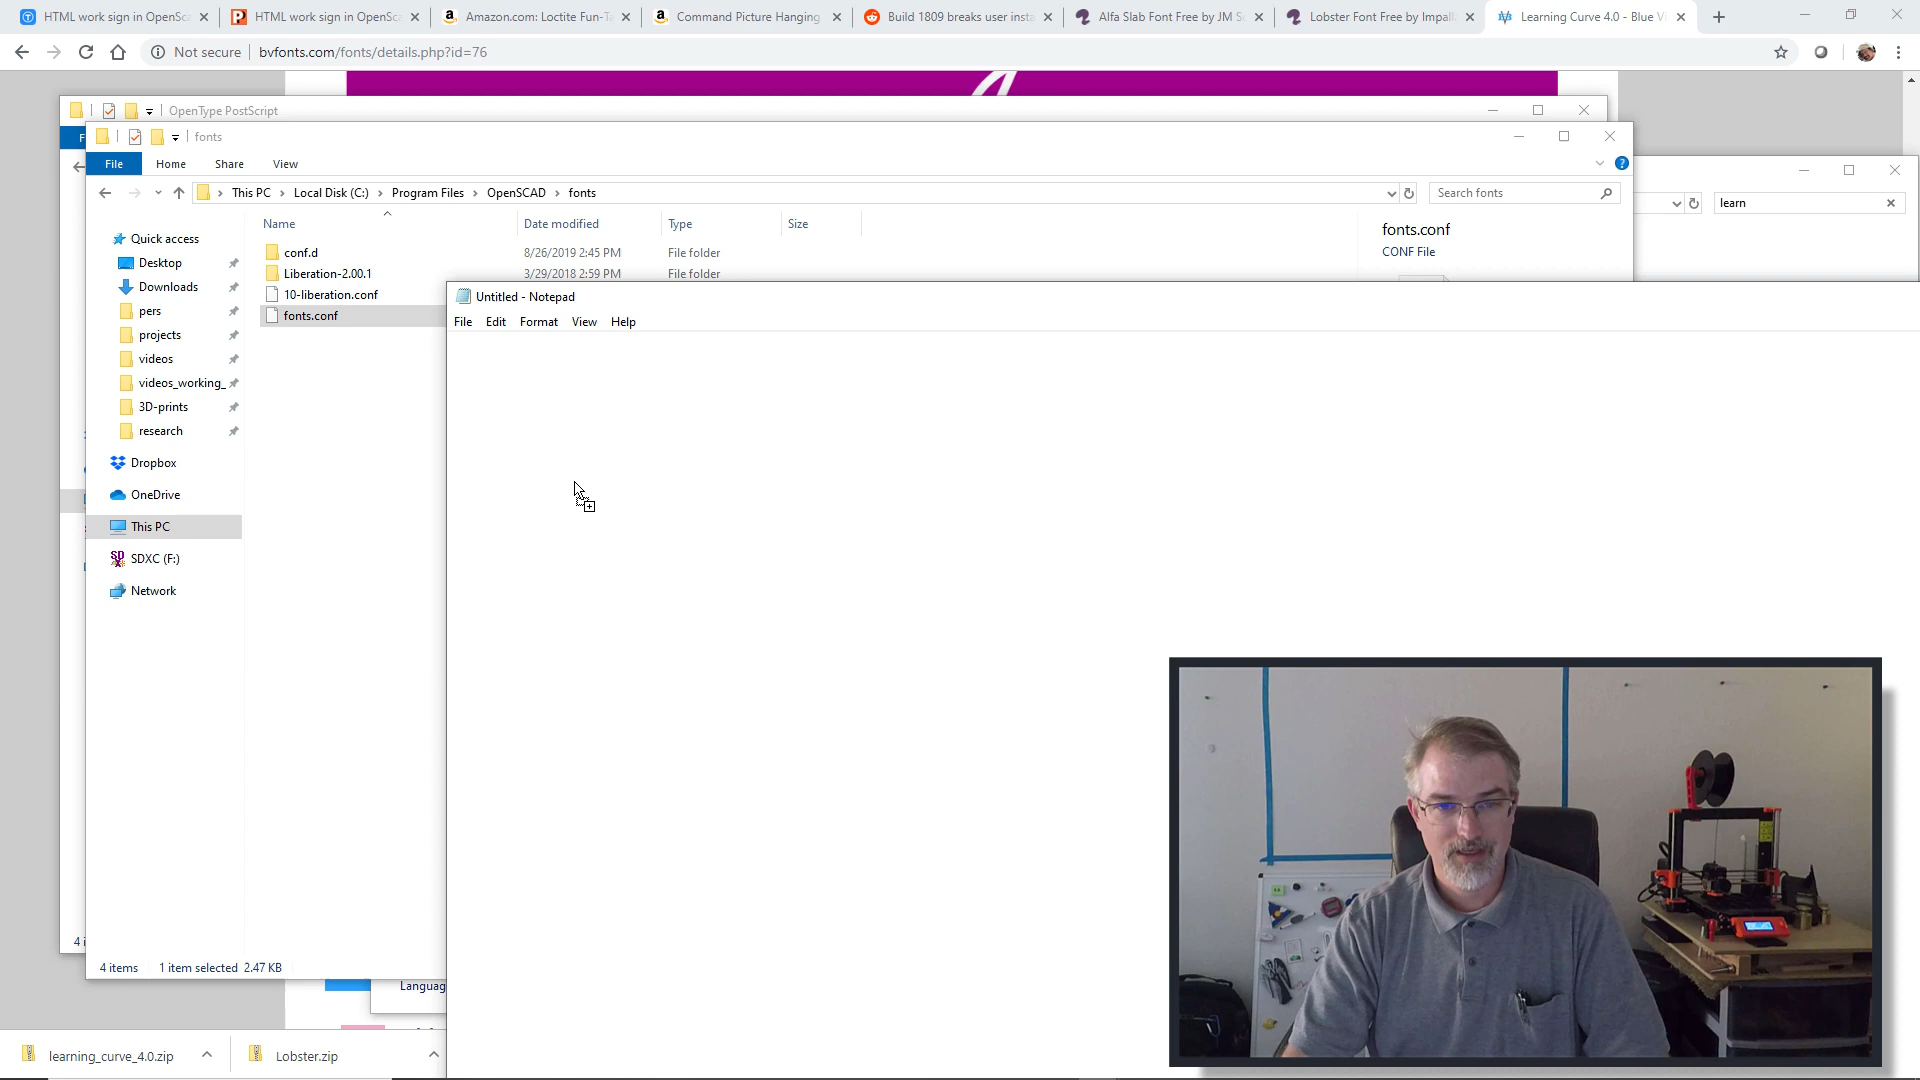 HTML work sign in OpenSca
HTML work sign in OpenSca
Amazon.com: Loctite Fun-Ta
Command Picture Hanging
Build 1809 breaks user insta
Alfa Slab Font Free by JM So
Lobster Font Free by Impalla
Learning Curve 4.0 - Blue Vi
Not secure
bvfonts.com/fonts/details.php?id=76
OpenType PostScript
fonts
File
Home
Share
View
This PC > Local Disk (C:) > Program Files > OpenSCAD > fonts
Search fonts
learn
Name
Date modified
Type
Size
conf.d
8/26/2019 2:45 PM
File folder
Liberation-2.00.1
3/29/2018 2:59 PM
File folder
10-liberation.conf
fonts.conf
fonts.conf
CONF File
Quick access
Desktop
Downloads
pers
projects
videos
videos_working_
3D-prints
research
Dropbox
OneDrive
This PC
SDXC (F:)
Network
Untitled - Notepad
File
Edit
Format
View
Help
4 i
4 items
1 item selected 2.47 KB
Languag
learning_curve_4.0.zip
Lobster.zip